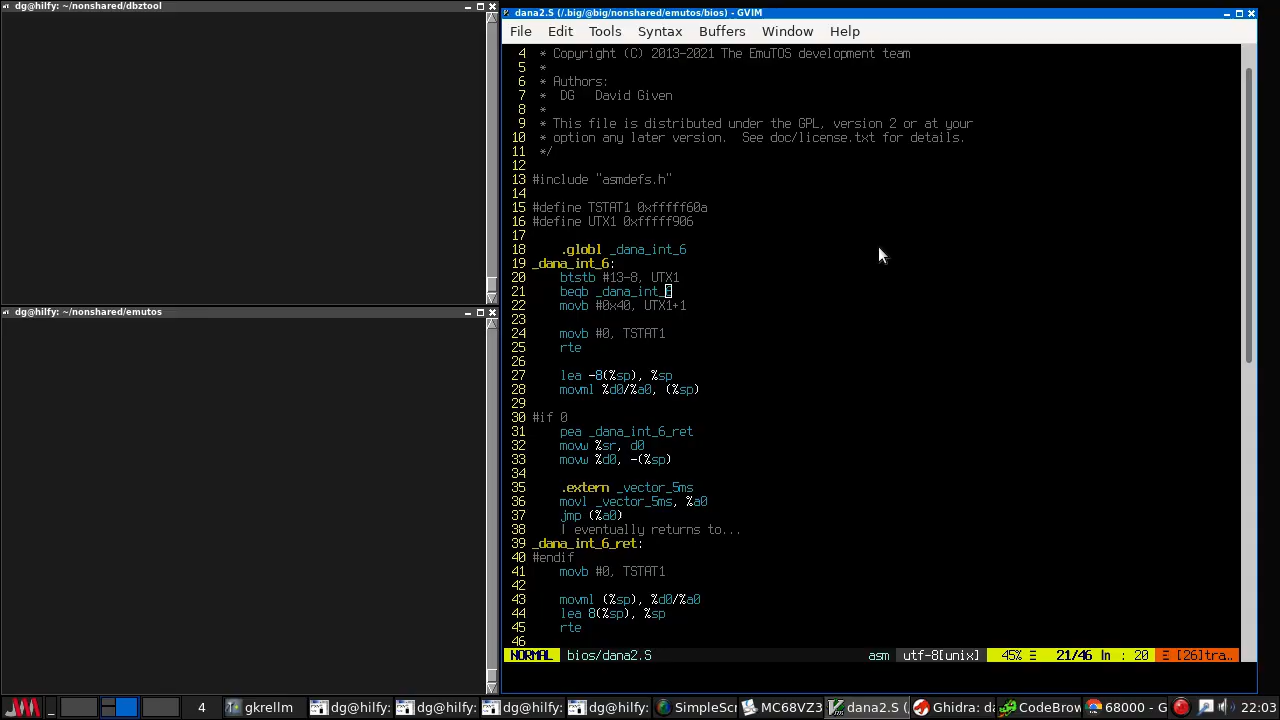 dg@hilfy: ~/nonshared/dbztool
dg@hilfy: ~/nonshared/emutos
dana2.S (/.big/@big/nonshared/emutos/bios) - GVIM
File Edit Tools Syntax Buffers Window Help
4 * Copyright (C) 2013-2021 The EmuTOS development team
5 *
6 * Authors:
7 *  DG   David Given
8 *
9 * This file is distributed under the GPL, version 2 or at your
10 * option any later version.  See doc/license.txt for details.
11 */
12
13 #include "asmdefs.h"
14
15 #define TSTAT1 0xfffff60a
16 #define UTX1 0xfffff906
17
18     .globl _dana_int_6
19 _dana_int_6:
20     btstb #13-8, UTX1
21     beqb _dana_int_6
22     movb #0x40, UTX1+1
23
24     movb #0, TSTAT1
25     rte
26
27     lea -8(%sp), %sp
28     movml %d0/%a0, (%sp)
29
30 #if 0
31     pea _dana_int_6_ret
32     movw %sr, d0
33     movw %d0, -(%sp)
34
35     .extern _vector_5ms
36     movl _vector_5ms, %a0
37     jmp (%a0)
38     | eventually returns to...
39 _dana_int_6_ret:
40 #endif
41     movb #0, TSTAT1
42
43     movml (%sp), %d0/%a0
44     lea 8(%sp), %sp
45     rte
46
NORMAL bios/dana2.S asm utf-8[unix] 45% ☰ 21/46 ln : 20 Ξ [26]tra..
4 gkrellm dg@hilfy: dg@hilfy: dg@hilfy: dg@hilfy: SimpleScr MC68VZ3 dana2.S (. Ghidra: da CodeBrow 68000 - G 22:03